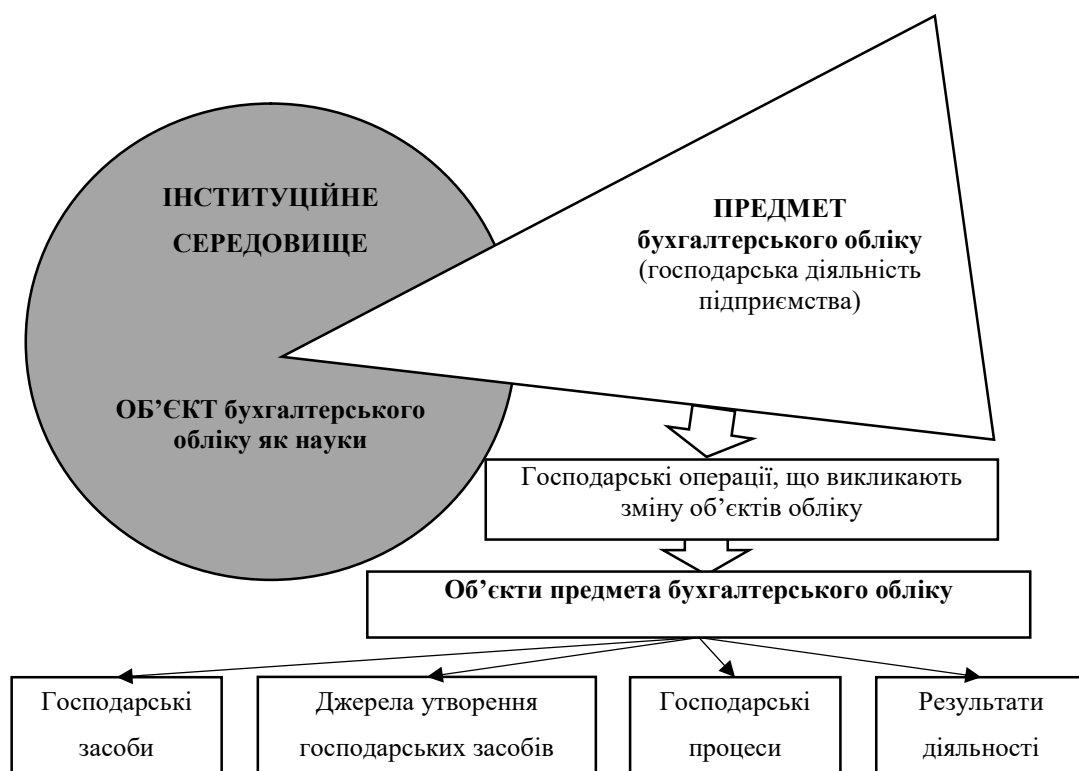 ІНСТИТУЦІЙНЕ
СЕРЕДОВИЩЕ
ПРЕДМЕТ
бухгалтерського обліку
(господарська діяльність
підприємства)
ОБ’ЄКТ бухгалтерського
обліку як науки
Господарські операції, що викликають
зміну об’єктів обліку
Об’єкти предмета бухгалтерського обліку
Господарські
засоби
Джерела утворення
господарських засобів
Господарські
процеси
Результати
діяльності